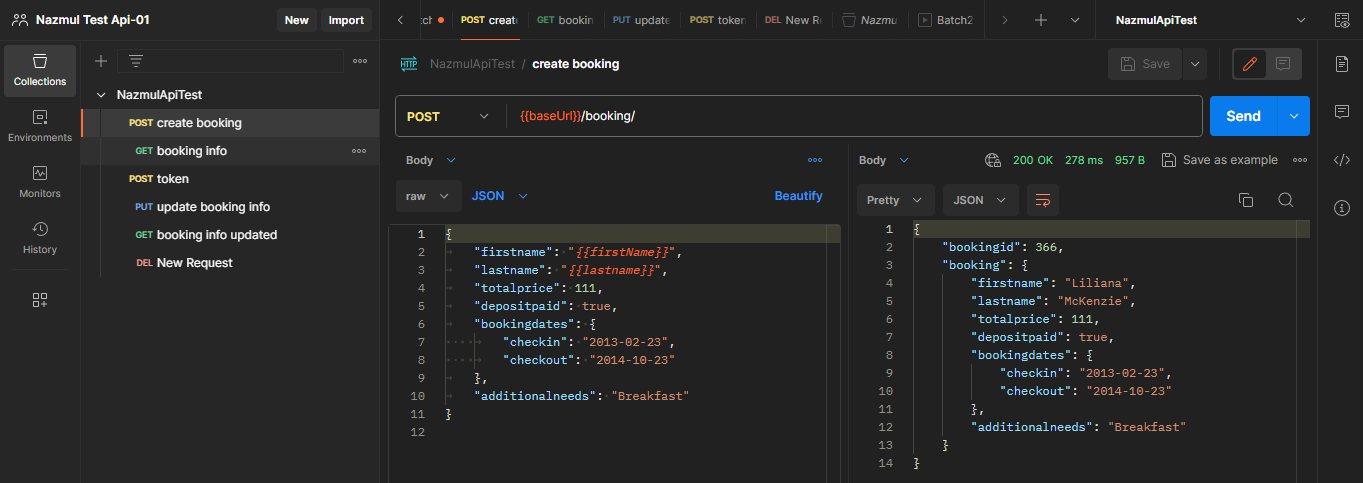 Nazmul Test Api-01
New
Import
POST create
GET bookin
PUT update
POST token
DEL New R
Nazmu
Batch2
NazmulApiTest
Collections
Environments
Monitors
History
NazmulApiTest
POST create booking
GET booking info
POST token
PUT update booking info
GET booking info updated
DEL New Request
HTTP NazmulApiTest / create booking
Save
POST
{{baseUrl}}/booking/
Send
Body
raw
JSON
Beautify
1 {
2 "firstname": "{{firstName}}",
3 "lastname": "{{lastname}}",
4 "totalprice": 111,
5 "depositpaid": true,
6 "bookingdates": {
7 "checkin": "2013-02-23",
8 "checkout": "2014-10-23"
9 },
10 "additionalneeds": "Breakfast"
11 }
12
Body
200 OK
278 ms
957 B
Save as example
Pretty
JSON
1 {
2 "bookingid": 366,
3 "booking": {
4 "firstname": "Liliana",
5 "lastname": "McKenzie",
6 "totalprice": 111,
7 "depositpaid": true,
8 "bookingdates": {
9 "checkin": "2013-02-23",
10 "checkout": "2014-10-23"
11 },
12 "additionalneeds": "Breakfast"
13 }
14 }